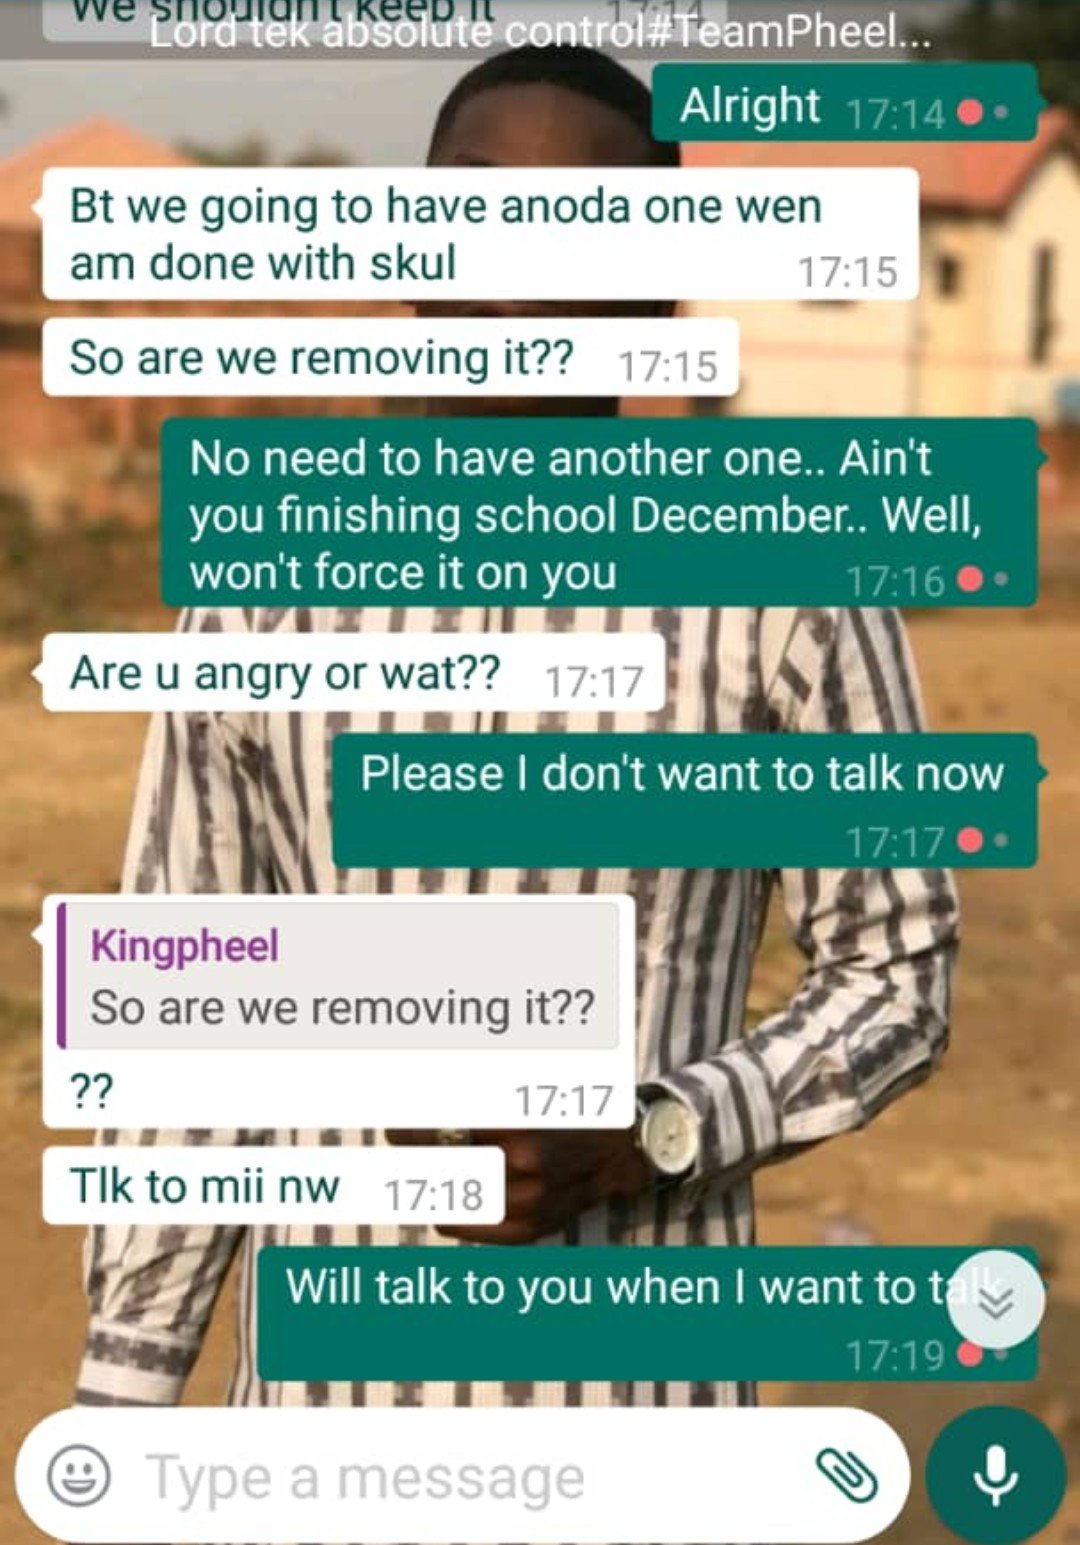 We shouldn't keep it 17:14
Lord tek absolute control#TeamPheel...
Alright 17:14
Bt we going to have anoda one wen
am done with skul 17:15
So are we removing it?? 17:15
No need to have another one.. Ain't
you finishing school December.. Well,
won't force it on you 17:16
Are u angry or wat?? 17:17
Please I don't want to talk now
17:17
Kingpheel
So are we removing it??
?? 17:17
Tlk to mii nw 17:18
Will talk to you when I want to talk
17:19
Type a message